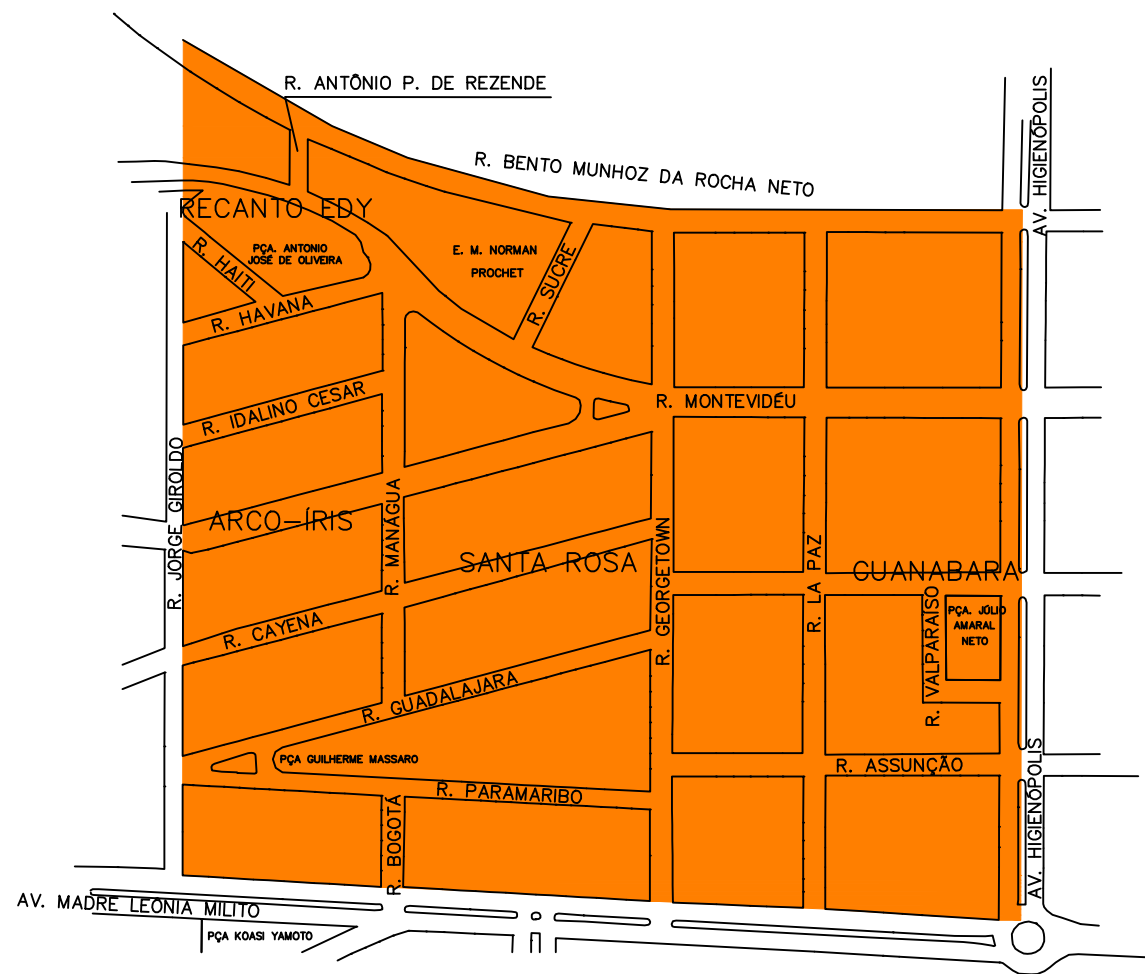 R. ANTÔNIO P. DE REZENDE
AV. HIGIENÓPOLIS
R. BENTO MUNHOZ DA ROCHA NETO
RECANTO EDY
PÇA. ANTONIO
JOSÉ DE OLIVEIRA
E. M. NORMAN
PROCHET
R. HAITI
R. SUCRE
R. HAVANA
R. MONTEVIDÉU
R. IDALINO CESAR
R. JORGE GIROLDO
ARCO-ÍRIS
R. MANÁGUA
SANTA ROSA
R. GEORGETOWN
R. LA PAZ
CUANABARA
R. VALPARAÍSO
PÇA. JÚLIO
AMARAL
NETO
R. CAYENA
R. GUADALAJARA
PÇA GUILHERME MASSARO
R. ASSUNÇÃO
R. PARAMARIBO
R. BOGOTÁ
AV. HIGIENÓPOLIS
AV. MADRE LEONIA MILITO
PÇA KOASI YAMOTO